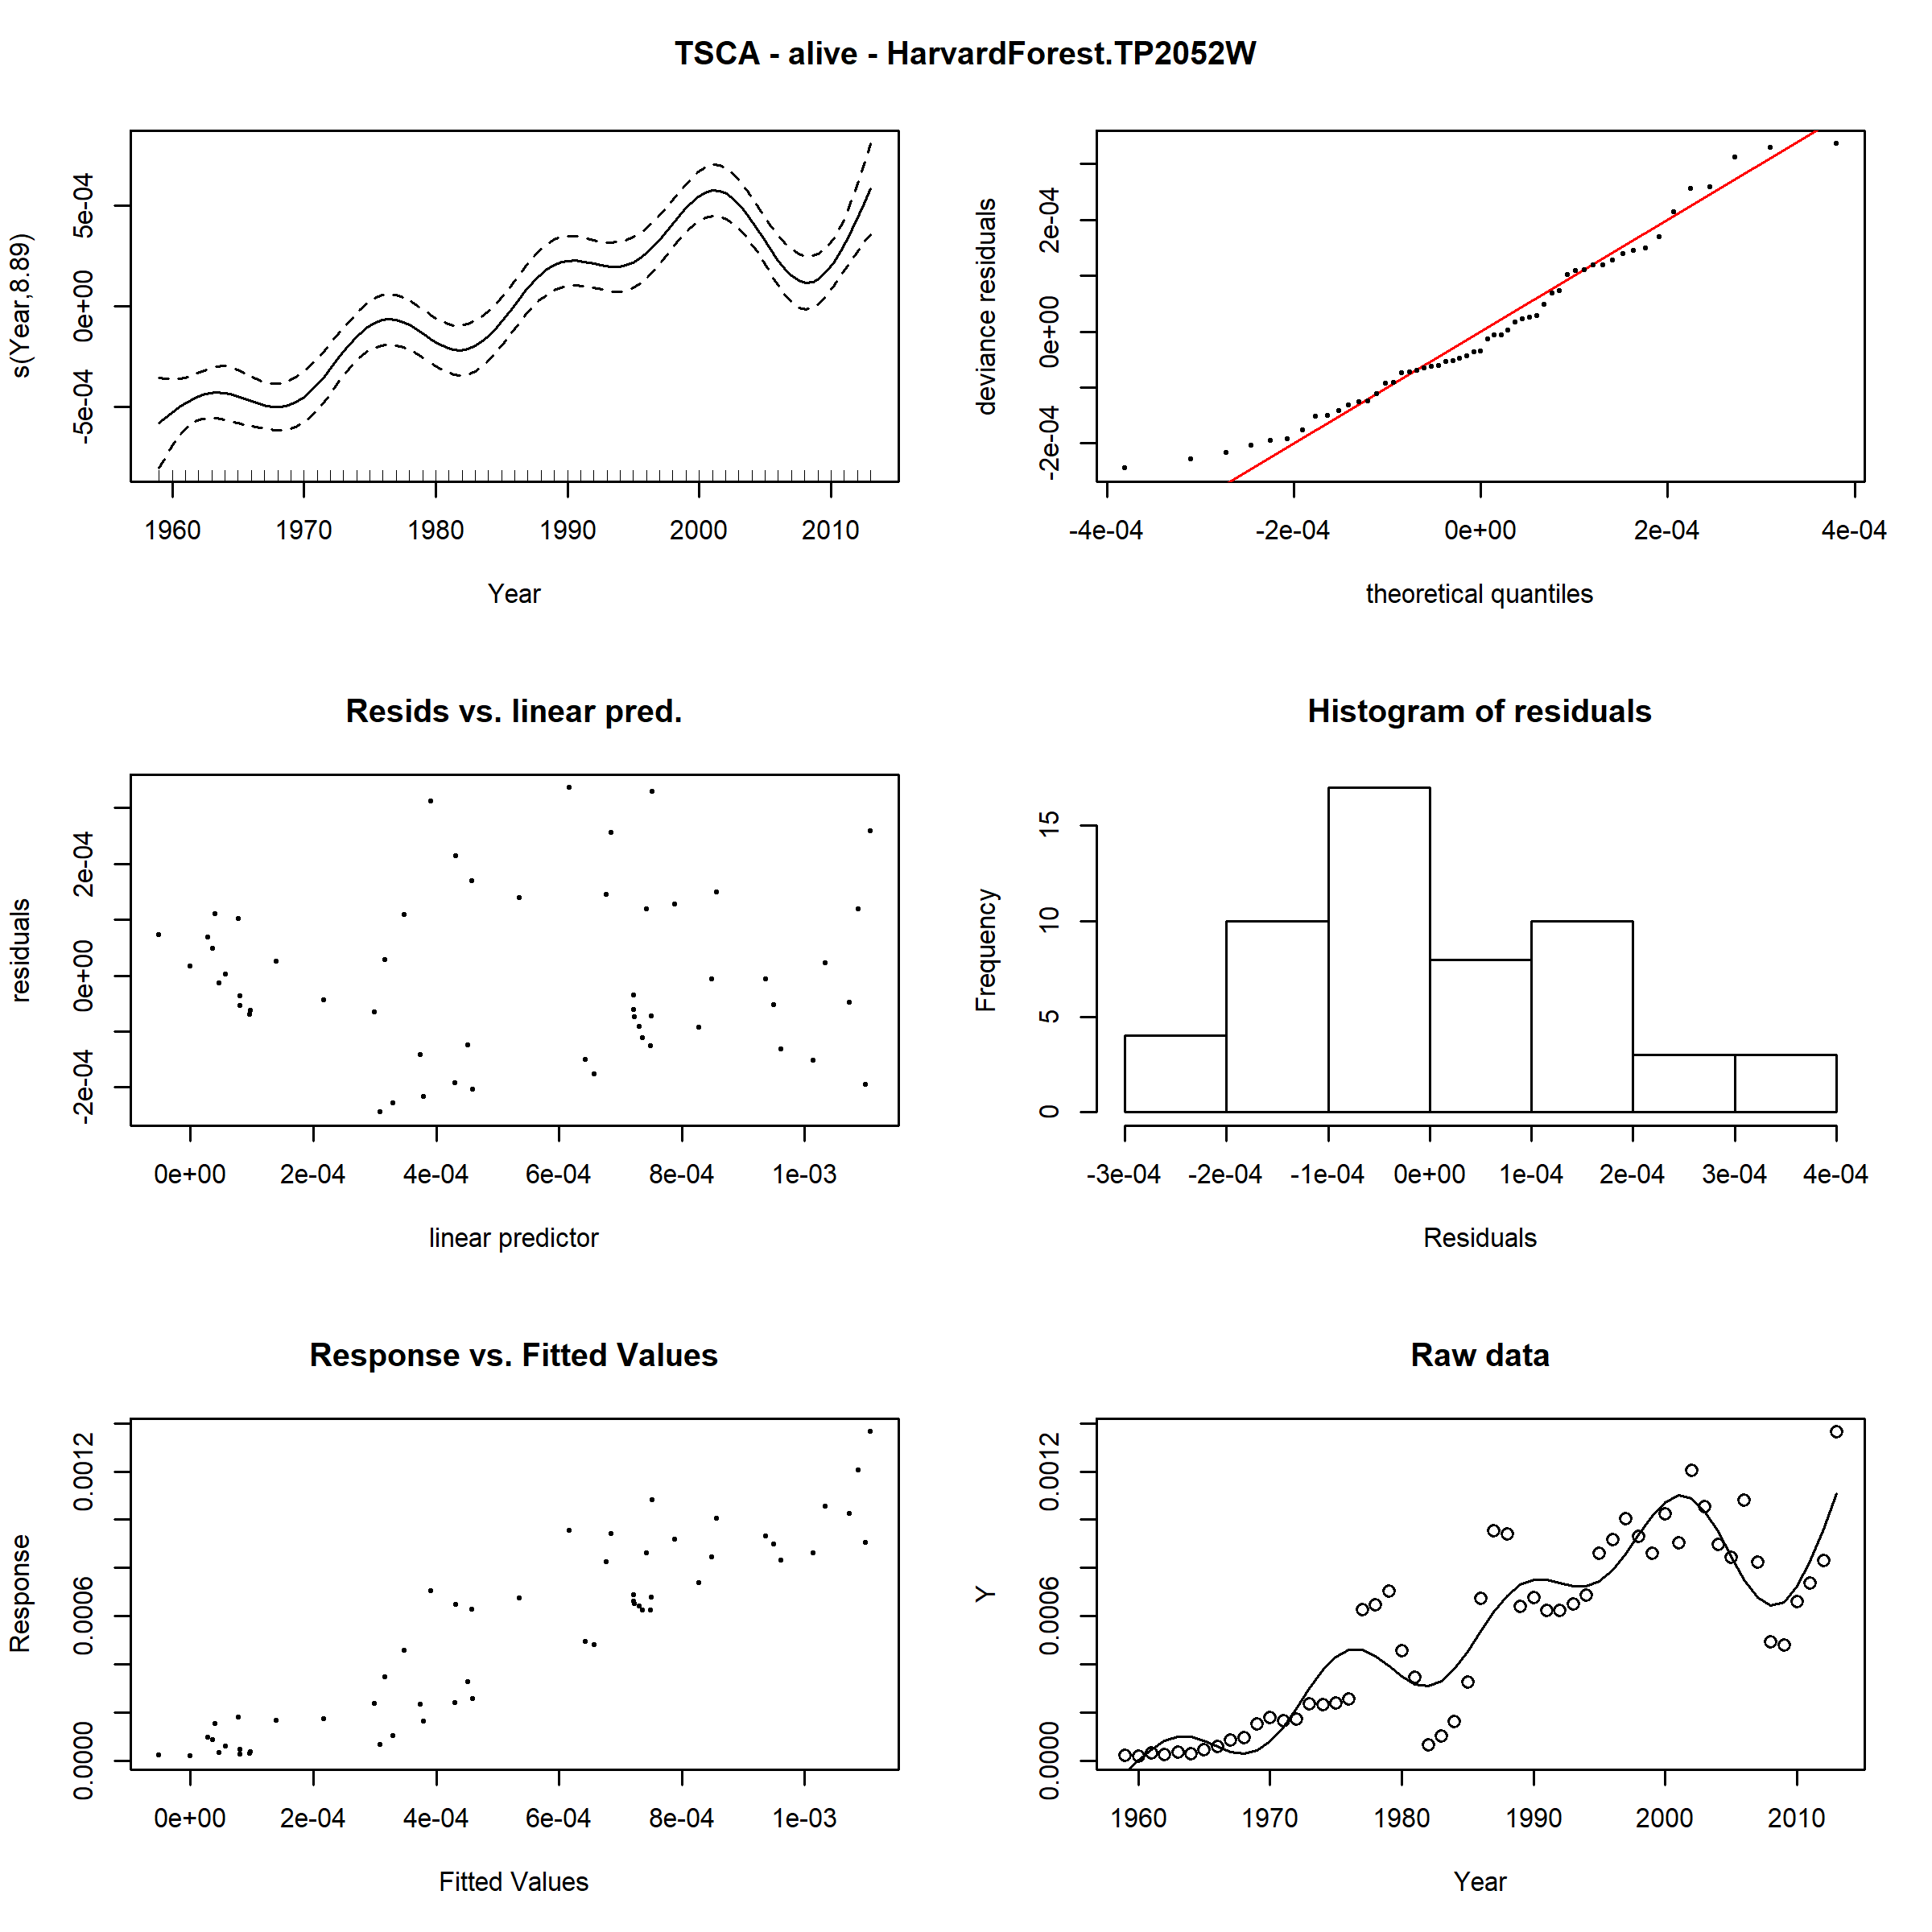 TSCA - alive - HarvardForest.TP2052W
s(Year,8.89)
-5e-04 0e+00 5e-04
1960 1970 1980 1990 2000 2010
Year
deviance residuals
-2e-04 0e+00 2e-04
-4e-04 -2e-04 0e+00 2e-04 4e-04
theoretical quantiles
Resids vs. linear pred.
residuals
-2e-04 0e+00 2e-04
0e+00 2e-04 4e-04 6e-04 8e-04 1e-03
linear predictor
Histogram of residuals
Frequency
0 5 10 15
-3e-04 -2e-04 -1e-04 0e+00 1e-04 2e-04 3e-04 4e-04
Residuals
Response vs. Fitted Values
Response
0.0000 0.0006 0.0012
0e+00 2e-04 4e-04 6e-04 8e-04 1e-03
Fitted Values
Raw data
Y
0.0000 0.0006 0.0012
1960 1970 1980 1990 2000 2010
Year